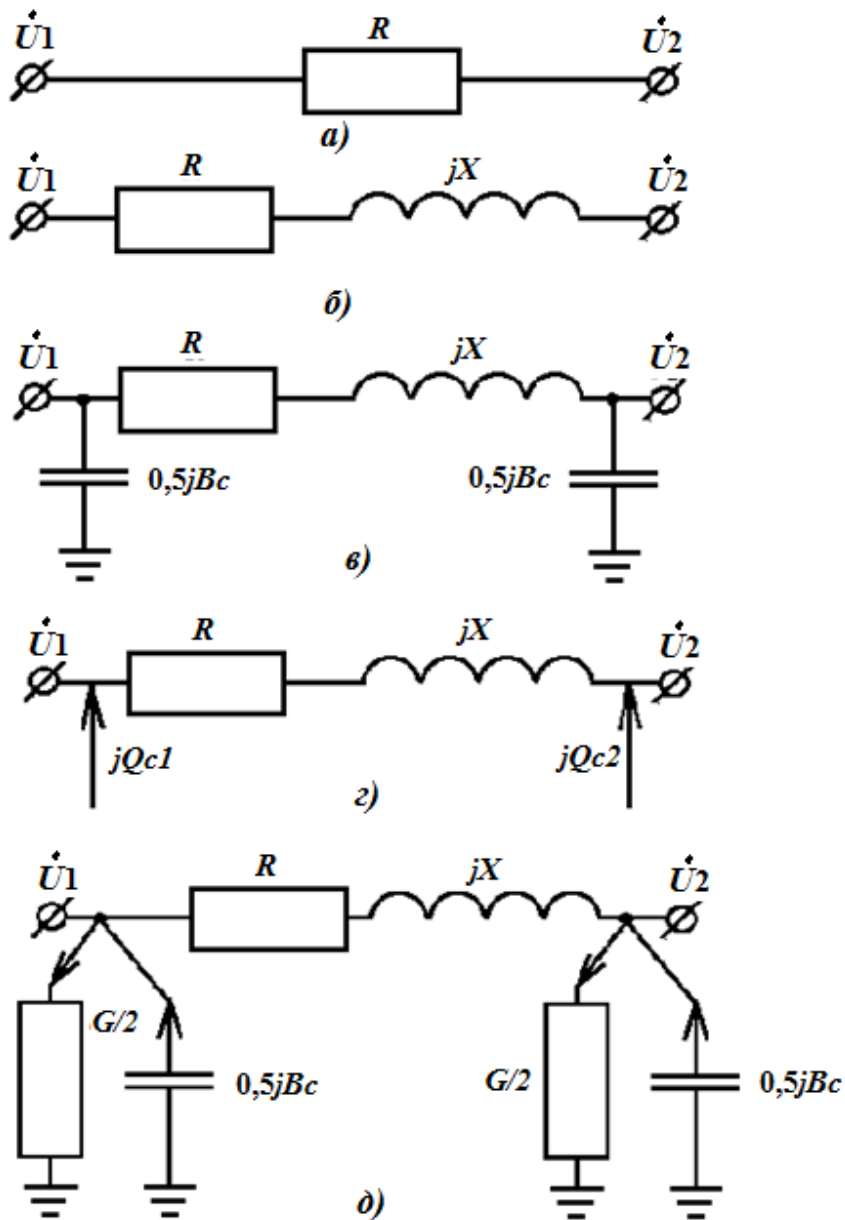 U̇1 R U̇2
а)
U̇1 R jX U̇2
б)
U̇1 R jX U̇2
0,5jBc 0,5jBc
в)
U̇1 R jX U̇2
jQc1 jQc2
г)
U̇1 R jX U̇2
G/2 0,5jBc G/2 0,5jBc
д)